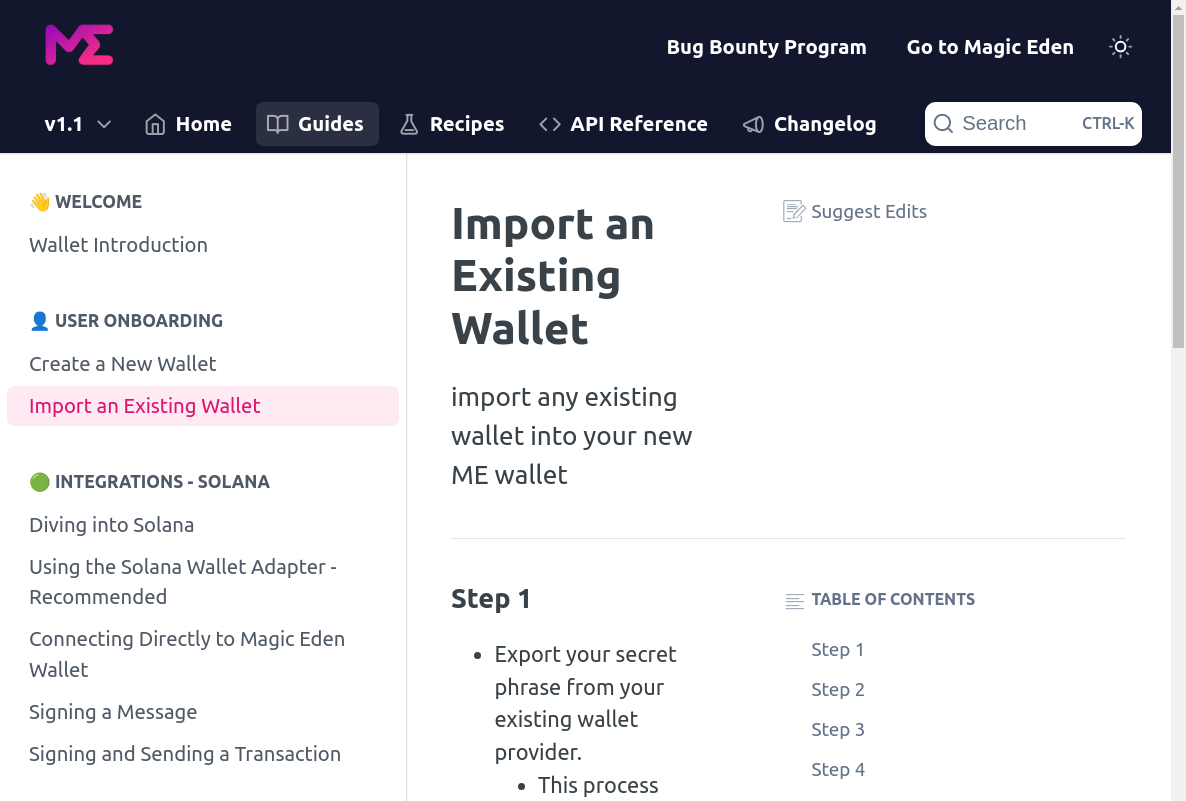 ME
Bug Bounty Program
Go to Magic Eden
v1.1
Home
Guides
Recipes
API Reference
Changelog
Search
CTRL-K
👋 WELCOME
Wallet Introduction
👤 USER ONBOARDING
Create a New Wallet
Import an Existing Wallet
🟢 INTEGRATIONS - SOLANA
Diving into Solana
Using the Solana Wallet Adapter -
Recommended
Connecting Directly to Magic Eden
Wallet
Signing a Message
Signing and Sending a Transaction
Import an
Existing
Wallet
Suggest Edits
import any existing
wallet into your new
ME wallet
Step 1
• Export your secret
phrase from your
existing wallet
provider.
• This process
TABLE OF CONTENTS
Step 1
Step 2
Step 3
Step 4